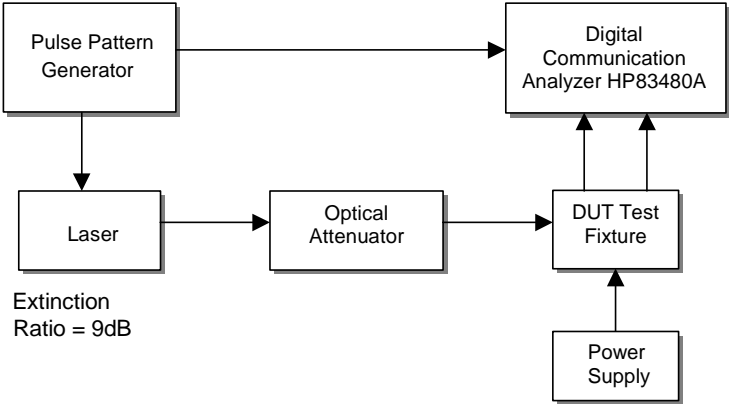 Pulse Pattern
Generator
Digital
Communication
Analyzer HP83480A
Laser
Optical
Attenuator
DUT Test
Fixture
Extinction
Ratio = 9dB
Power
Supply